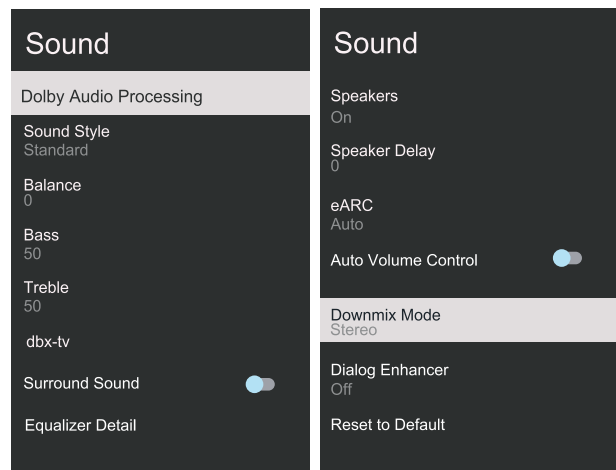 Sound
Dolby Audio Processing
Sound Style
Standard
Balance
0
Bass
50
Treble
50
dbx-tv
Surround Sound
Equalizer Detail
Sound
Speakers
On
Speaker Delay
0
eARC
Auto
Auto Volume Control
Downmix Mode
Stereo
Dialog Enhancer
Off
Reset to Default